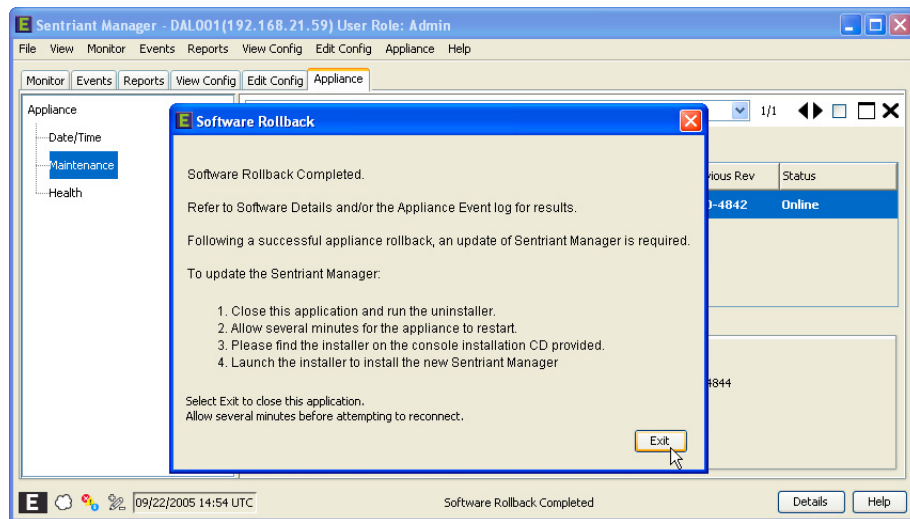 E Sentriant Manager - DAL001(192.168.21.59) User Role: Admin
File View Monitor Events Reports View Config Edit Config Appliance Help
Monitor Events Reports View Config Edit Config Appliance
Appliance
1/1
Date/Time
Maintenance
Health
E Software Rollback
Software Rollback Completed.
Refer to Software Details and/or the Appliance Event log for results.
Following a successful appliance rollback, an update of Sentriant Manager is required.
To update the Sentriant Manager:
1. Close this application and run the uninstaller.
2. Allow several minutes for the appliance to restart.
3. Please find the installer on the console installation CD provided.
4. Launch the installer to install the new Sentriant Manager
Select Exit to close this application.
Allow several minutes before attempting to reconnect.
Exit
Rev Status
-4842 Online
4844
E 09/22/2005 14:54 UTC Software Rollback Completed Details Help